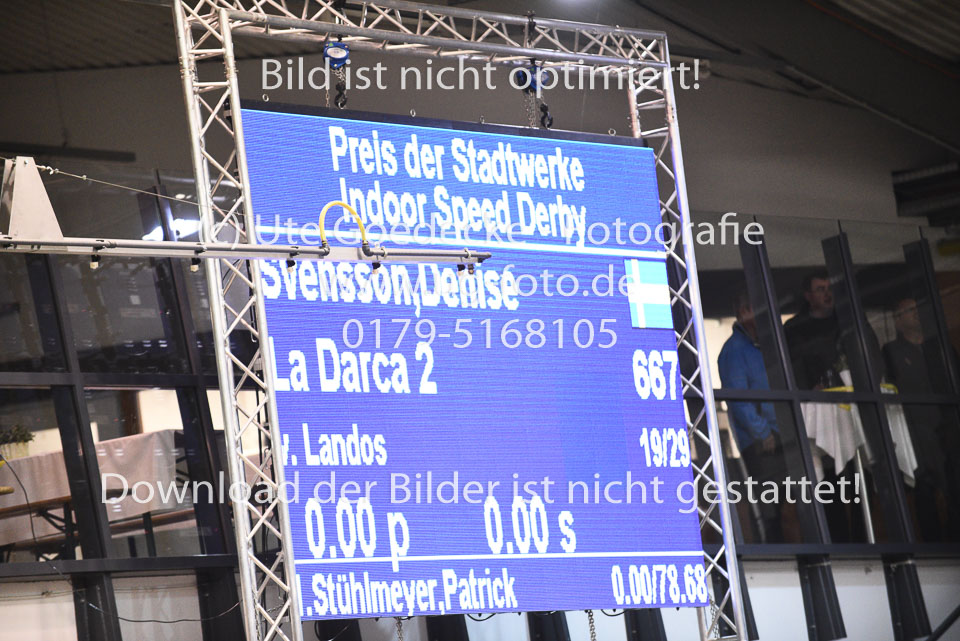 Bild ist nicht optimiert!
Preis der Stadtwerke
Indoor Speed Derby
(c) Ute Goedecke - Fotografie
Svensson,Denise
.de
0179-5168105
La Darca 2 667
v. Landos 19/29
Download der Bilder ist nicht gestattet!
0.00 p 0.00 s
1.Stühlmeyer,Patrick 0.00/78.68